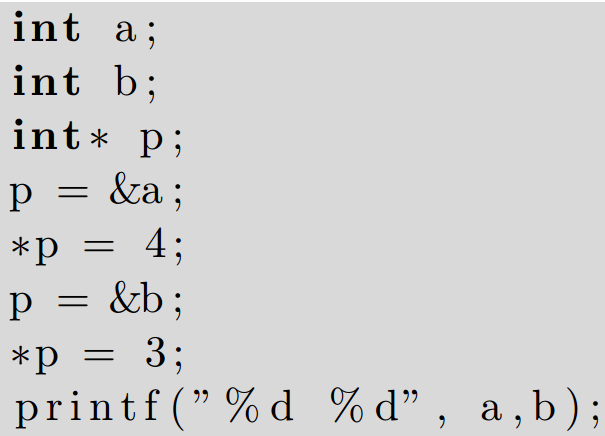 int a;
int b;
int* p;
p = &a;
*p = 4;
p = &b;
*p = 3;
printf("%d %d", a,b);